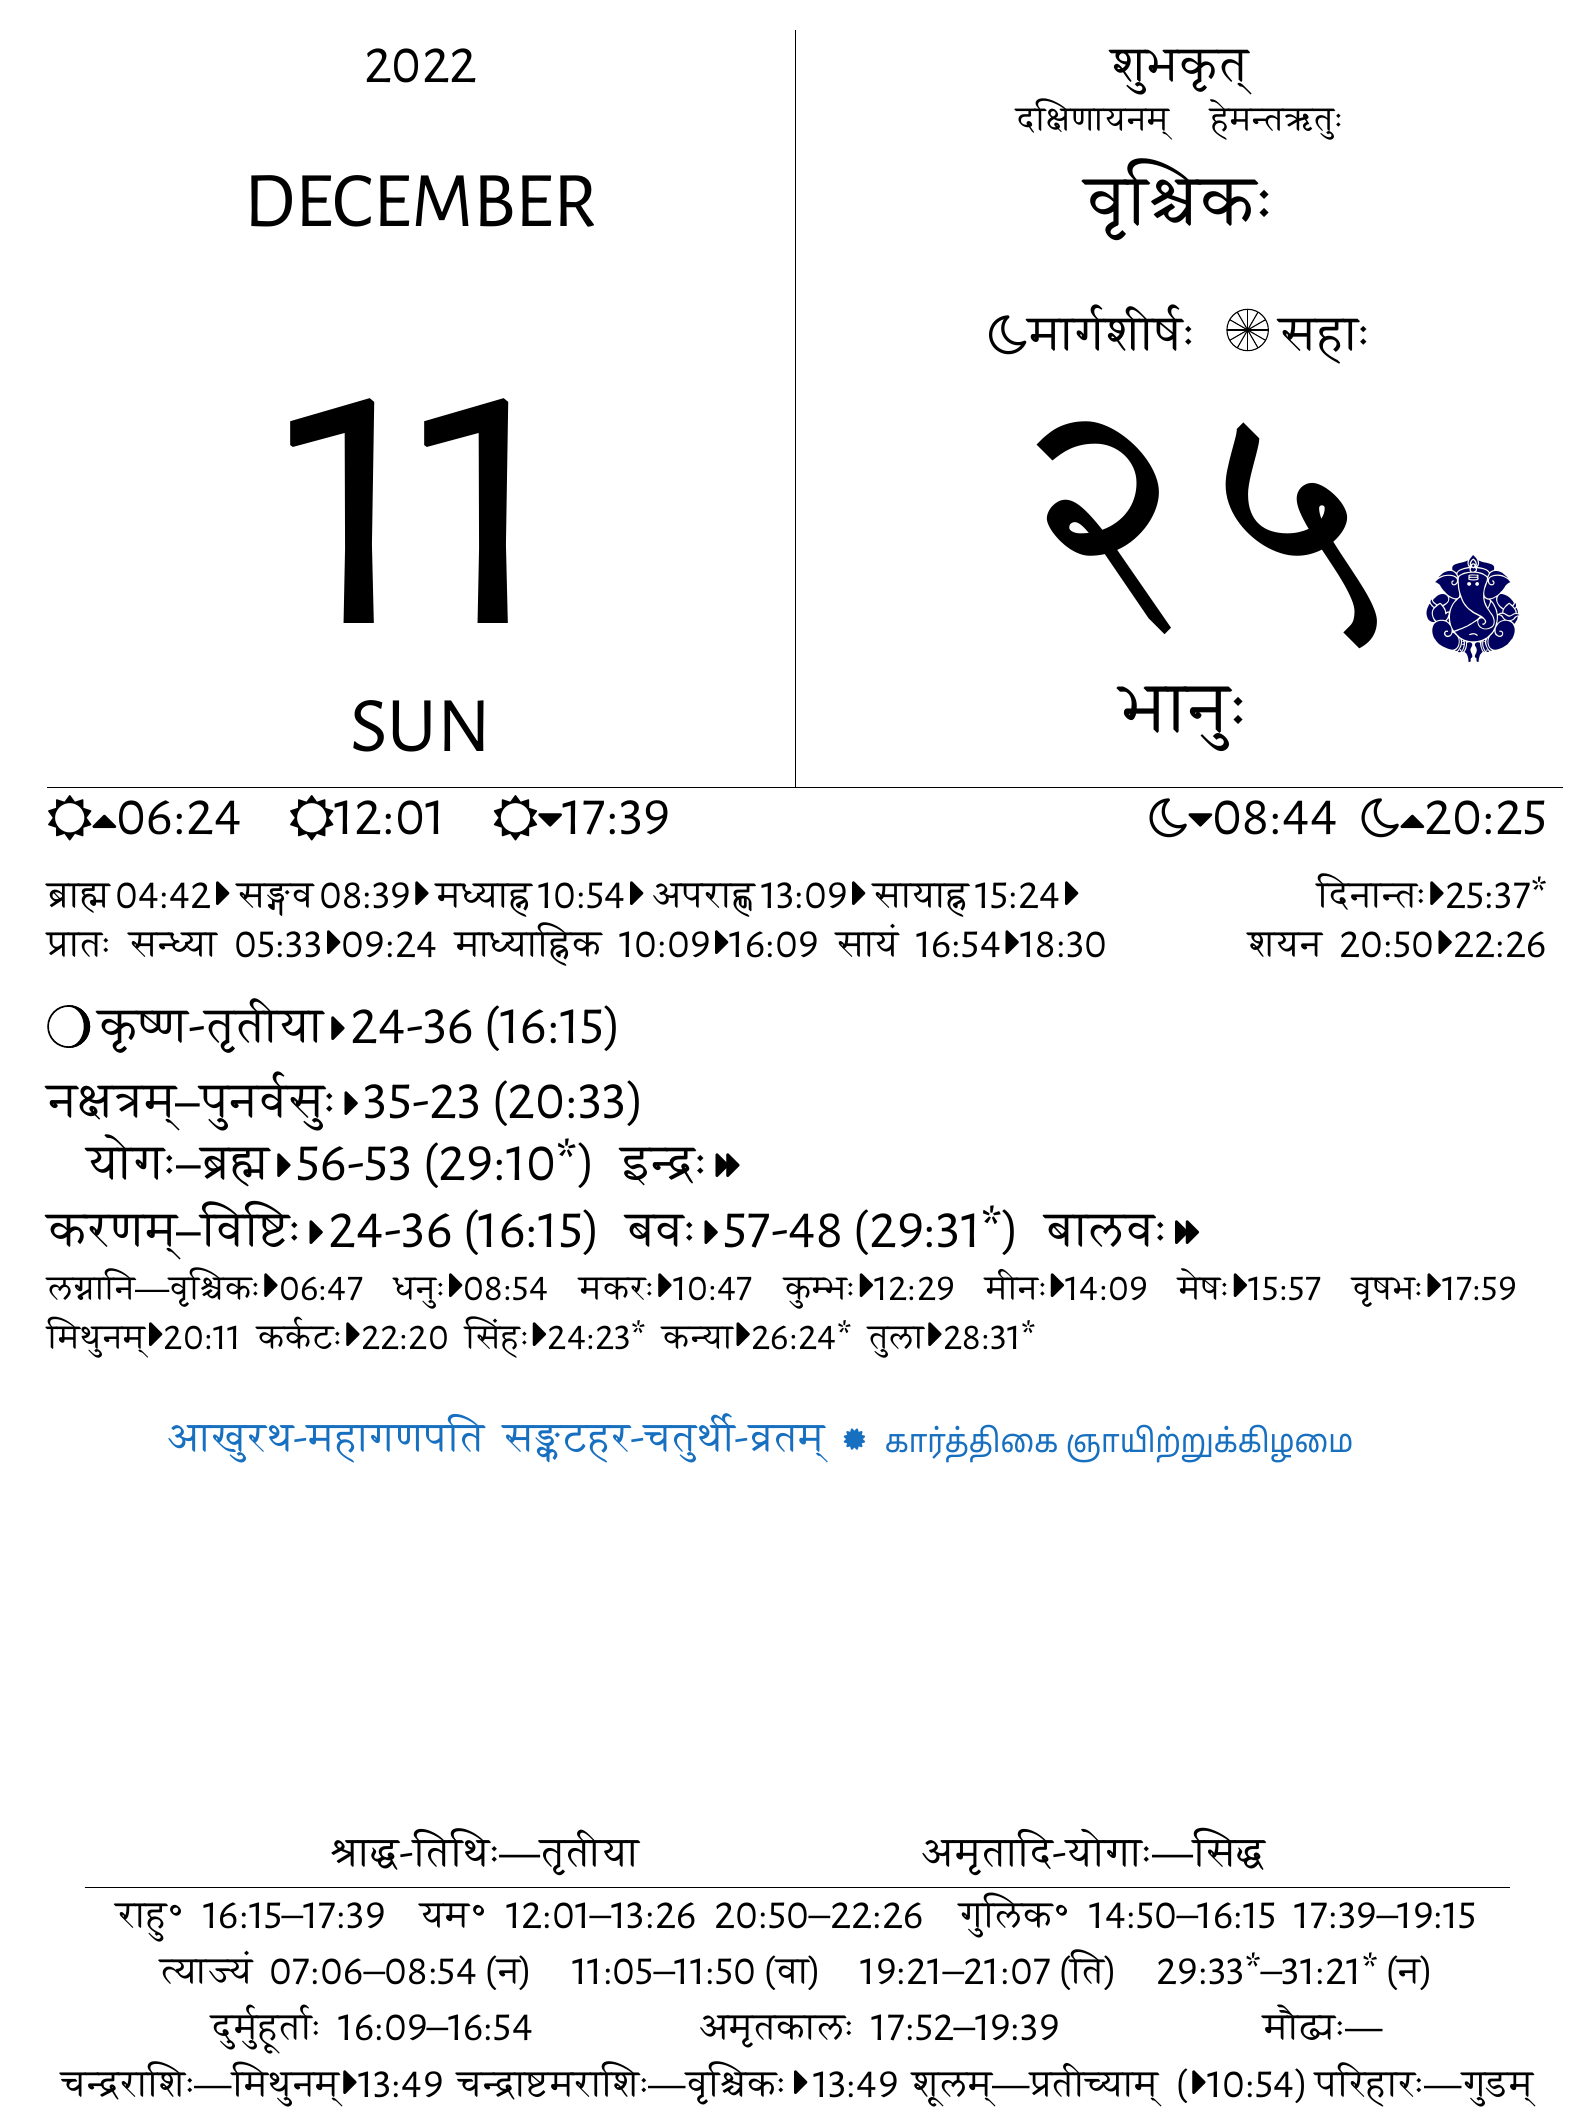 2022
DECEMBER
11
SUN
शुभकृत्
दक्षिणायनम् हेमन्तऋतुः
वृश्चिकः
मार्गशीर्षः सहाः
२५
भानुः
06:24 12:01 17:39 08:44 20:25
ब्राह्म 04:42 सङ्गव 08:39 मध्याह्न 10:54 अपराह्ण 13:09 सायाह्न 15:24 दिनान्तः 25:37*
प्रातः सन्ध्या 05:33 09:24 माध्याह्निक 10:09 16:09 सायं 16:54 18:30 शयन 20:50 22:26
कृष्ण-तृतीया 24-36 (16:15)
नक्षत्रम्–पुनर्वसुः 35-23 (20:33)
योगः–ब्रह्म 56-53 (29:10*) इन्द्रः
करणम्–विष्टिः 24-36 (16:15) बवः 57-48 (29:31*) बालवः
लग्नानि—वृश्चिकः 06:47 धनुः 08:54 मकरः 10:47 कुम्भः 12:29 मीनः 14:09 मेषः 15:57 वृषभः 17:59
मिथुनम् 20:11 कर्कटः 22:20 सिंहः 24:23* कन्या 26:24* तुला 28:31*
आखुरथ-महागणपति सङ्कटहर-चतुर्थी-व्रतम् ✹ கார்த்திகை ஞாயிற்றுக்கிழமை
श्राद्ध-तिथिः—तृतीया अमृतादि-योगाः—सिद्ध
राहु॰ 16:15–17:39 यम॰ 12:01–13:26 20:50–22:26 गुलिक॰ 14:50–16:15 17:39–19:15
त्याज्यं 07:06–08:54 (न) 11:05–11:50 (वा) 19:21–21:07 (ति) 29:33*–31:21* (न)
दुर्मुहूर्ताः 16:09–16:54 अमृतकालः 17:52–19:39 मौढ्यः—
चन्द्रराशिः—मिथुनम् 13:49 चन्द्राष्टमराशिः—वृश्चिकः 13:49 शूलम्—प्रतीच्याम् ( 10:54) परिहारः—गुडम्